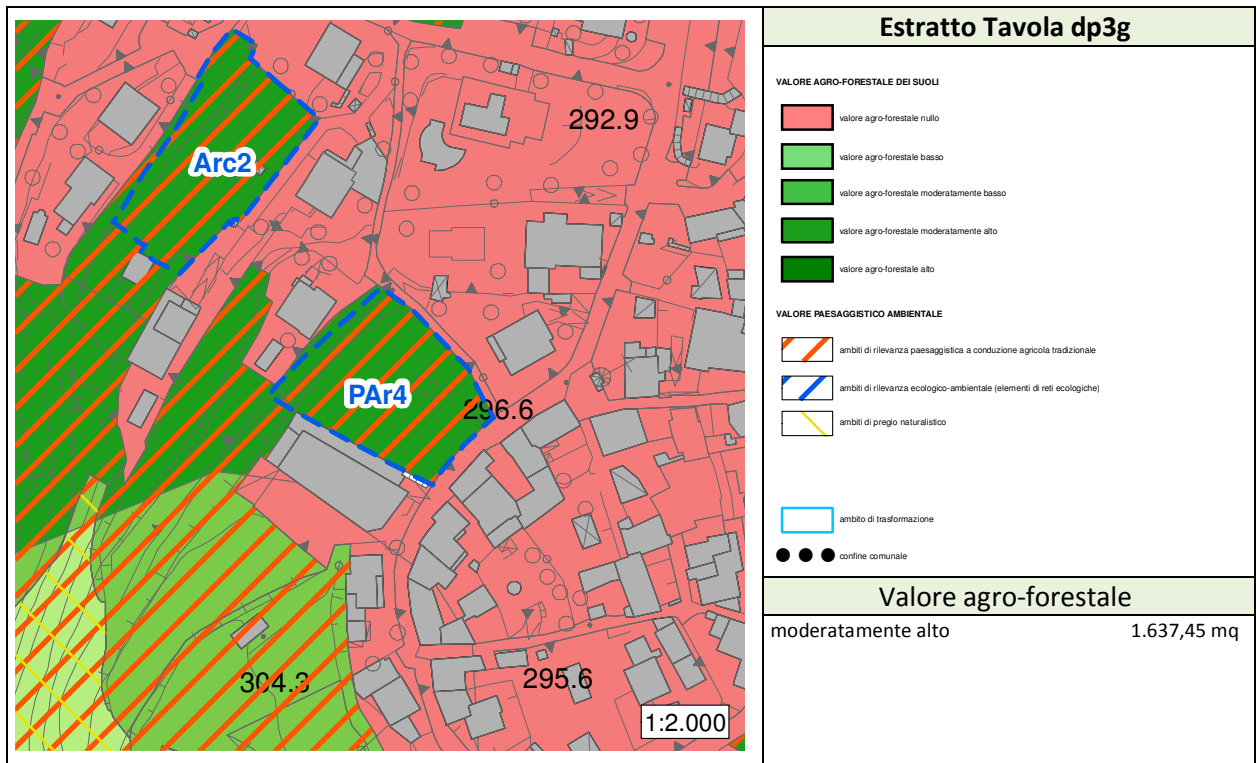 292.9
Arc2
PAr4
296.6
304.3
295.6
1:2.000
Estratto Tavola dp3g
VALORE AGRO-FORESTALE DEI SUOLI
valore agro-forestale nullo
valore agro-forestale basso
valore agro-forestale moderatamente basso
valore agro-forestale moderatamente alto
valore agro-forestale alto
VALORE PAESAGGISTICO AMBIENTALE
ambiti di rilevanza paesaggistica a conduzione agricola tradizionale
ambiti di rilevanza ecologico-ambientale (elementi di reti ecologiche)
ambiti di pregio naturalistico
ambito di trasformazione
confine comunale
Valore agro-forestale
moderatamente alto 1.637,45 mq